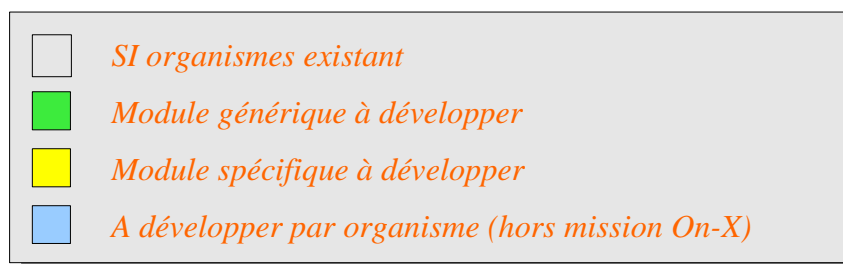 SI organismes existant
Module générique à développer
Module spécifique à développer
A développer par organisme (hors mission On-X)